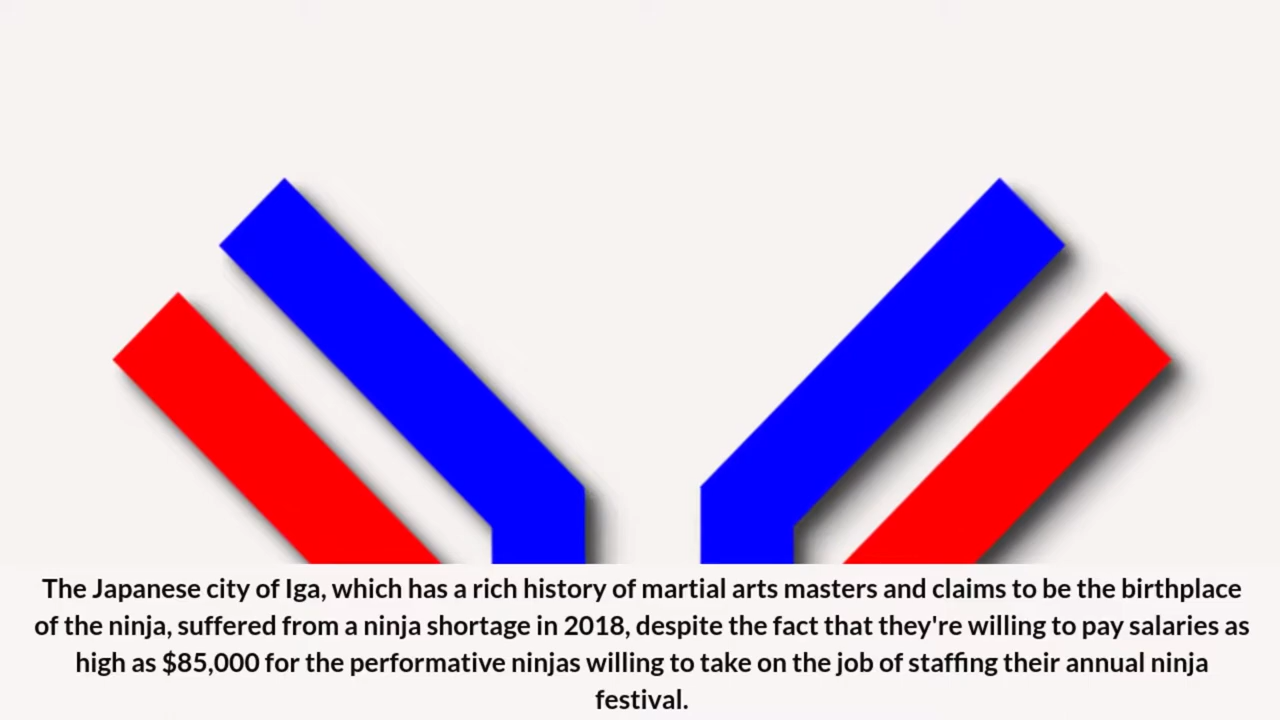 The Japanese city of Iga, which has a rich history of martial arts masters and claims to be the birthplace
of the ninja, suffered from a ninja shortage in 2018, despite the fact that they're willing to pay salaries as
high as $85,000 for the performative ninjas willing to take on the job of staffing their annual ninja
festival.